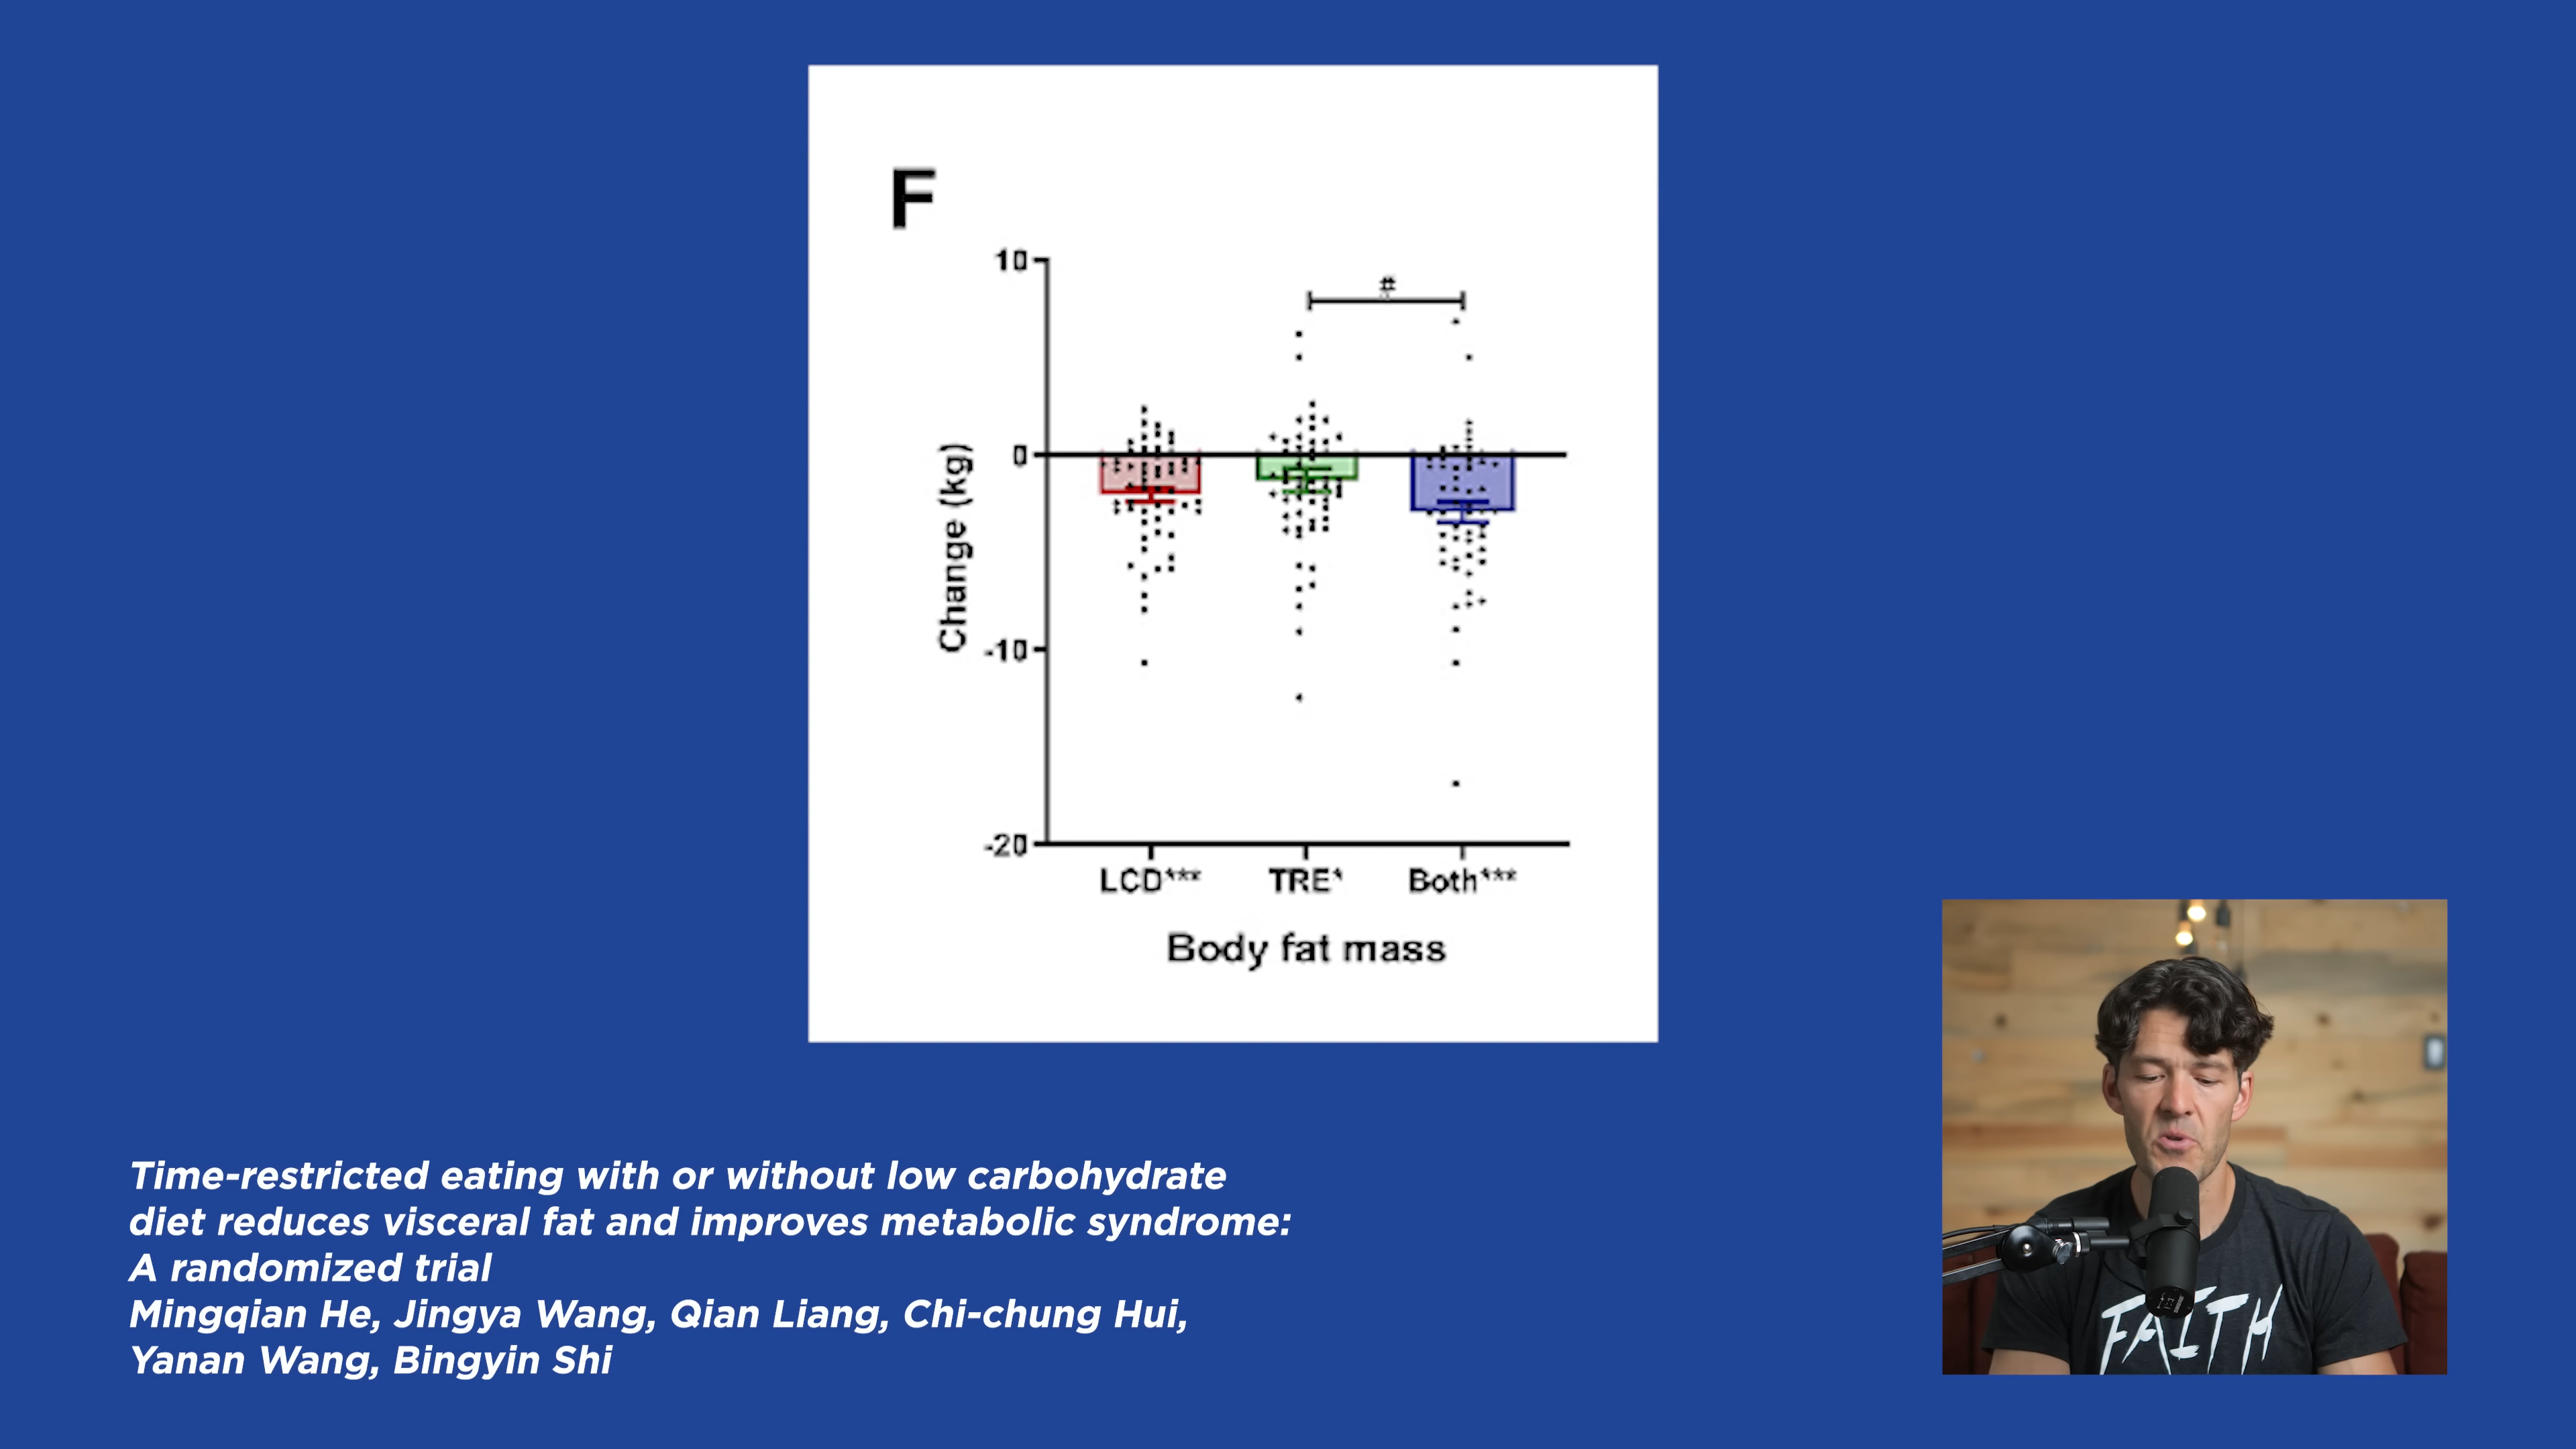 F
10
#
0
-10
-20
Change (kg)
LCD*** TRE* Both***
Body fat mass
Time-restricted eating with or without low carbohydrate
diet reduces visceral fat and improves metabolic syndrome:
A randomized trial
Mingqian He, Jingya Wang, Qian Liang, Chi-chung Hui,
Yanan Wang, Bingyin Shi
FAITH